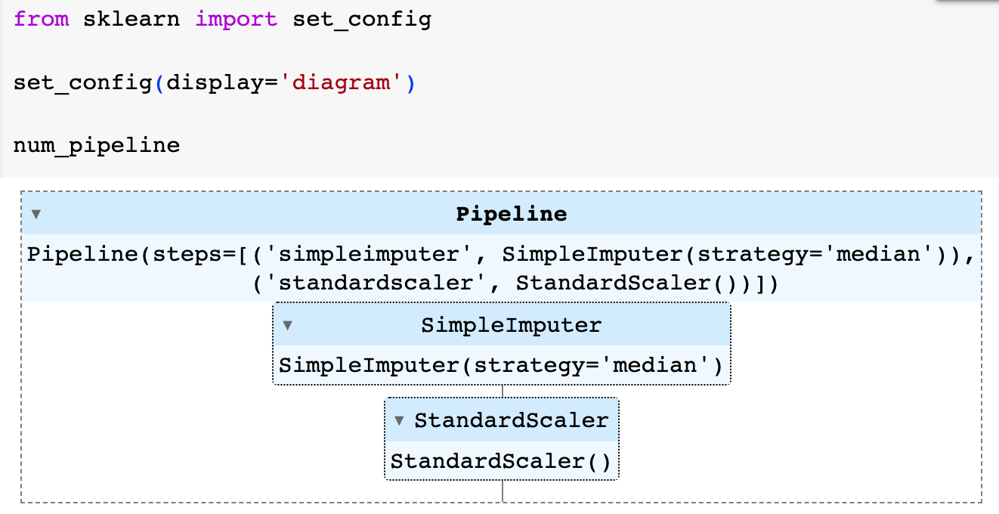 from sklearn import set_config
set_config(display='diagram')
num_pipeline
Pipeline
Pipeline(steps=[('simpleimputer', SimpleImputer(strategy='median')),
('standardscaler', StandardScaler())])
SimpleImputer
SimpleImputer(strategy='median')
StandardScaler
StandardScaler()